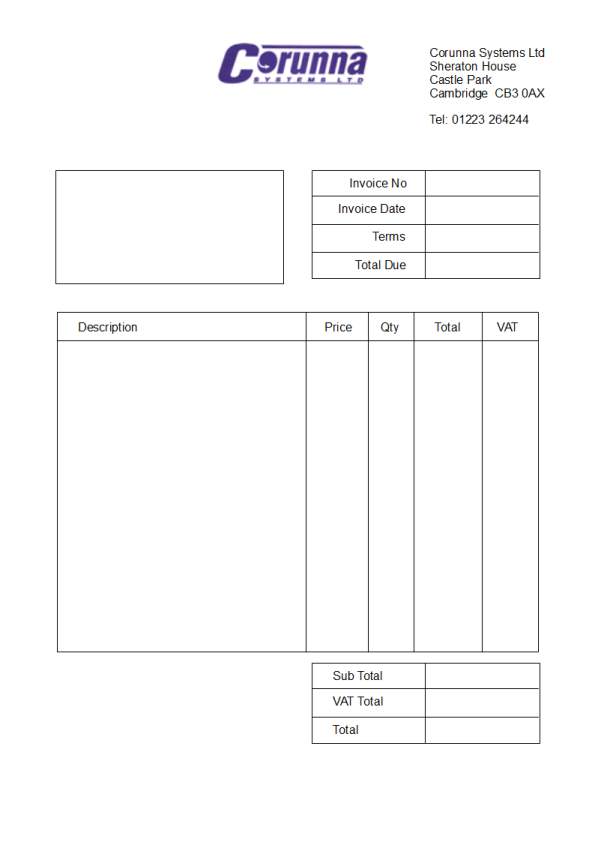 Corunna
SYSTEMS LTD
Corunna Systems Ltd
Sheraton House
Castle Park
Cambridge  CB3 0AX
Tel: 01223 264244
Invoice No
Invoice Date
Terms
Total Due
Description Price Qty Total VAT
Sub Total
VAT Total
Total